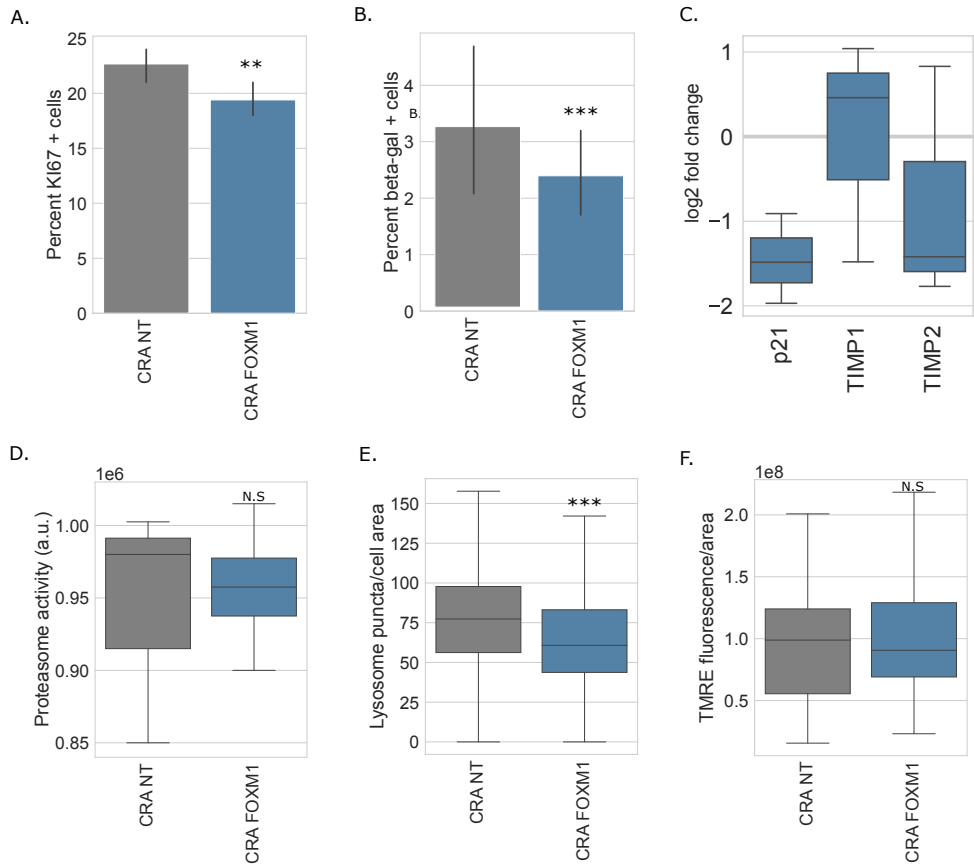 A.
Percent KI67 + cells
25
20
15
10
5
0
**
CRA NT
CRA FOXM1
B.
Percent beta-gal + cells
B.
4
3
2
1
0
***
CRA NT
CRA FOXM1
C.
log2 fold change
1
0
−1
−2
p21
TIMP1
TIMP2
D.
1e6
Proteasome activity (a.u.)
1.00
0.95
0.90
0.85
N.S
CRA NT
CRA FOXM1
E.
Lysosome puncta/cell area
150
125
100
75
50
25
0
***
CRA NT
CRA FOXM1
F.
1e8
TMRE fluorescence/area
2.0
1.5
1.0
0.5
N.S
CRA NT
CRA FOXM1